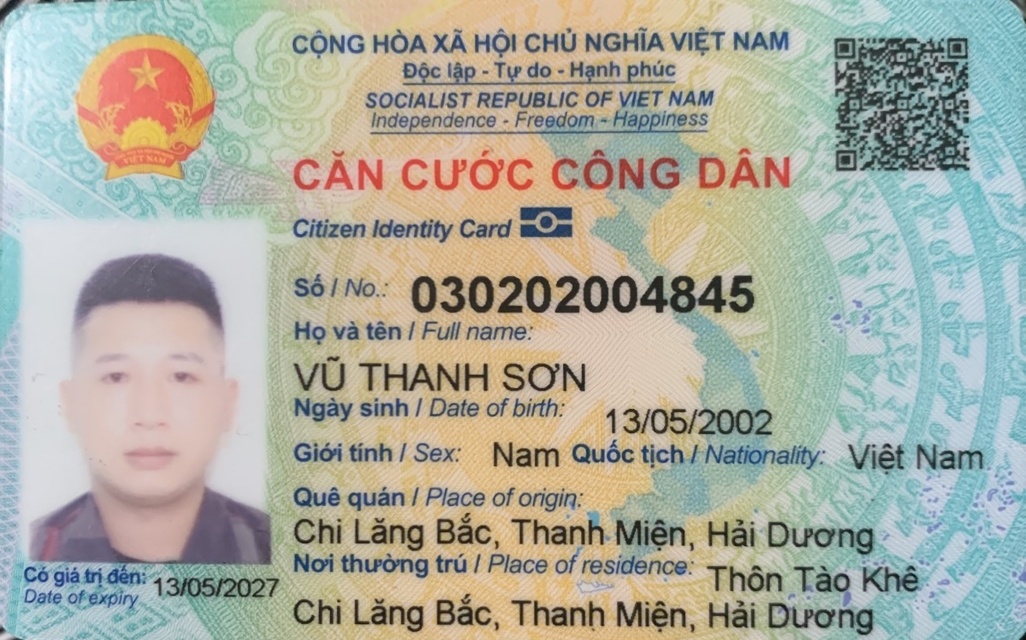 CỘNG HÒA XÃ HỘI CHỦ NGHĨA VIỆT NAM
Độc lập - Tự do - Hạnh phúc
SOCIALIST REPUBLIC OF VIET NAM
Independence - Freedom - Happiness
CĂN CƯỚC CÔNG DÂN
Citizen Identity Card
VIỆT NAM
Số / No.: 030202004845
Họ và tên / Full name:
VŨ THANH SƠN
Ngày sinh / Date of birth: 13/05/2002
Giới tính / Sex: Nam Quốc tịch / Nationality: Việt Nam
Quê quán / Place of origin:
Chi Lăng Bắc, Thanh Miện, Hải Dương
Nơi thường trú / Place of residence: Thôn Tào Khê
Chi Lăng Bắc, Thanh Miện, Hải Dương
Có giá trị đến: 13/05/2027
Date of expiry